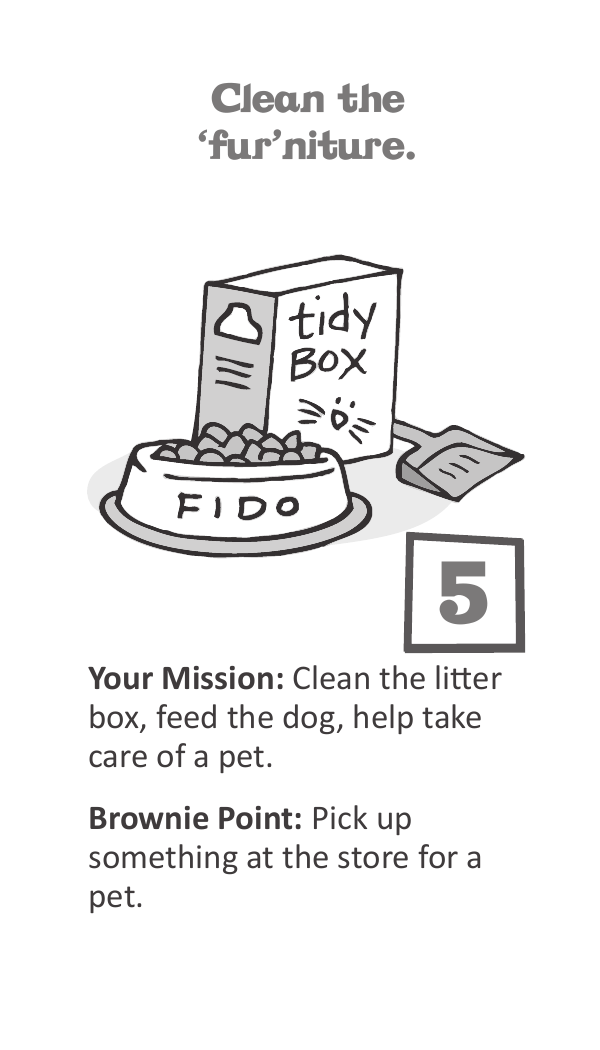 Clean the
‘fur’niture.
tidy
BOX
FIDO
5
Your Mission: Clean the litter
box, feed the dog, help take
care of a pet.
Brownie Point: Pick up
something at the store for a
pet.